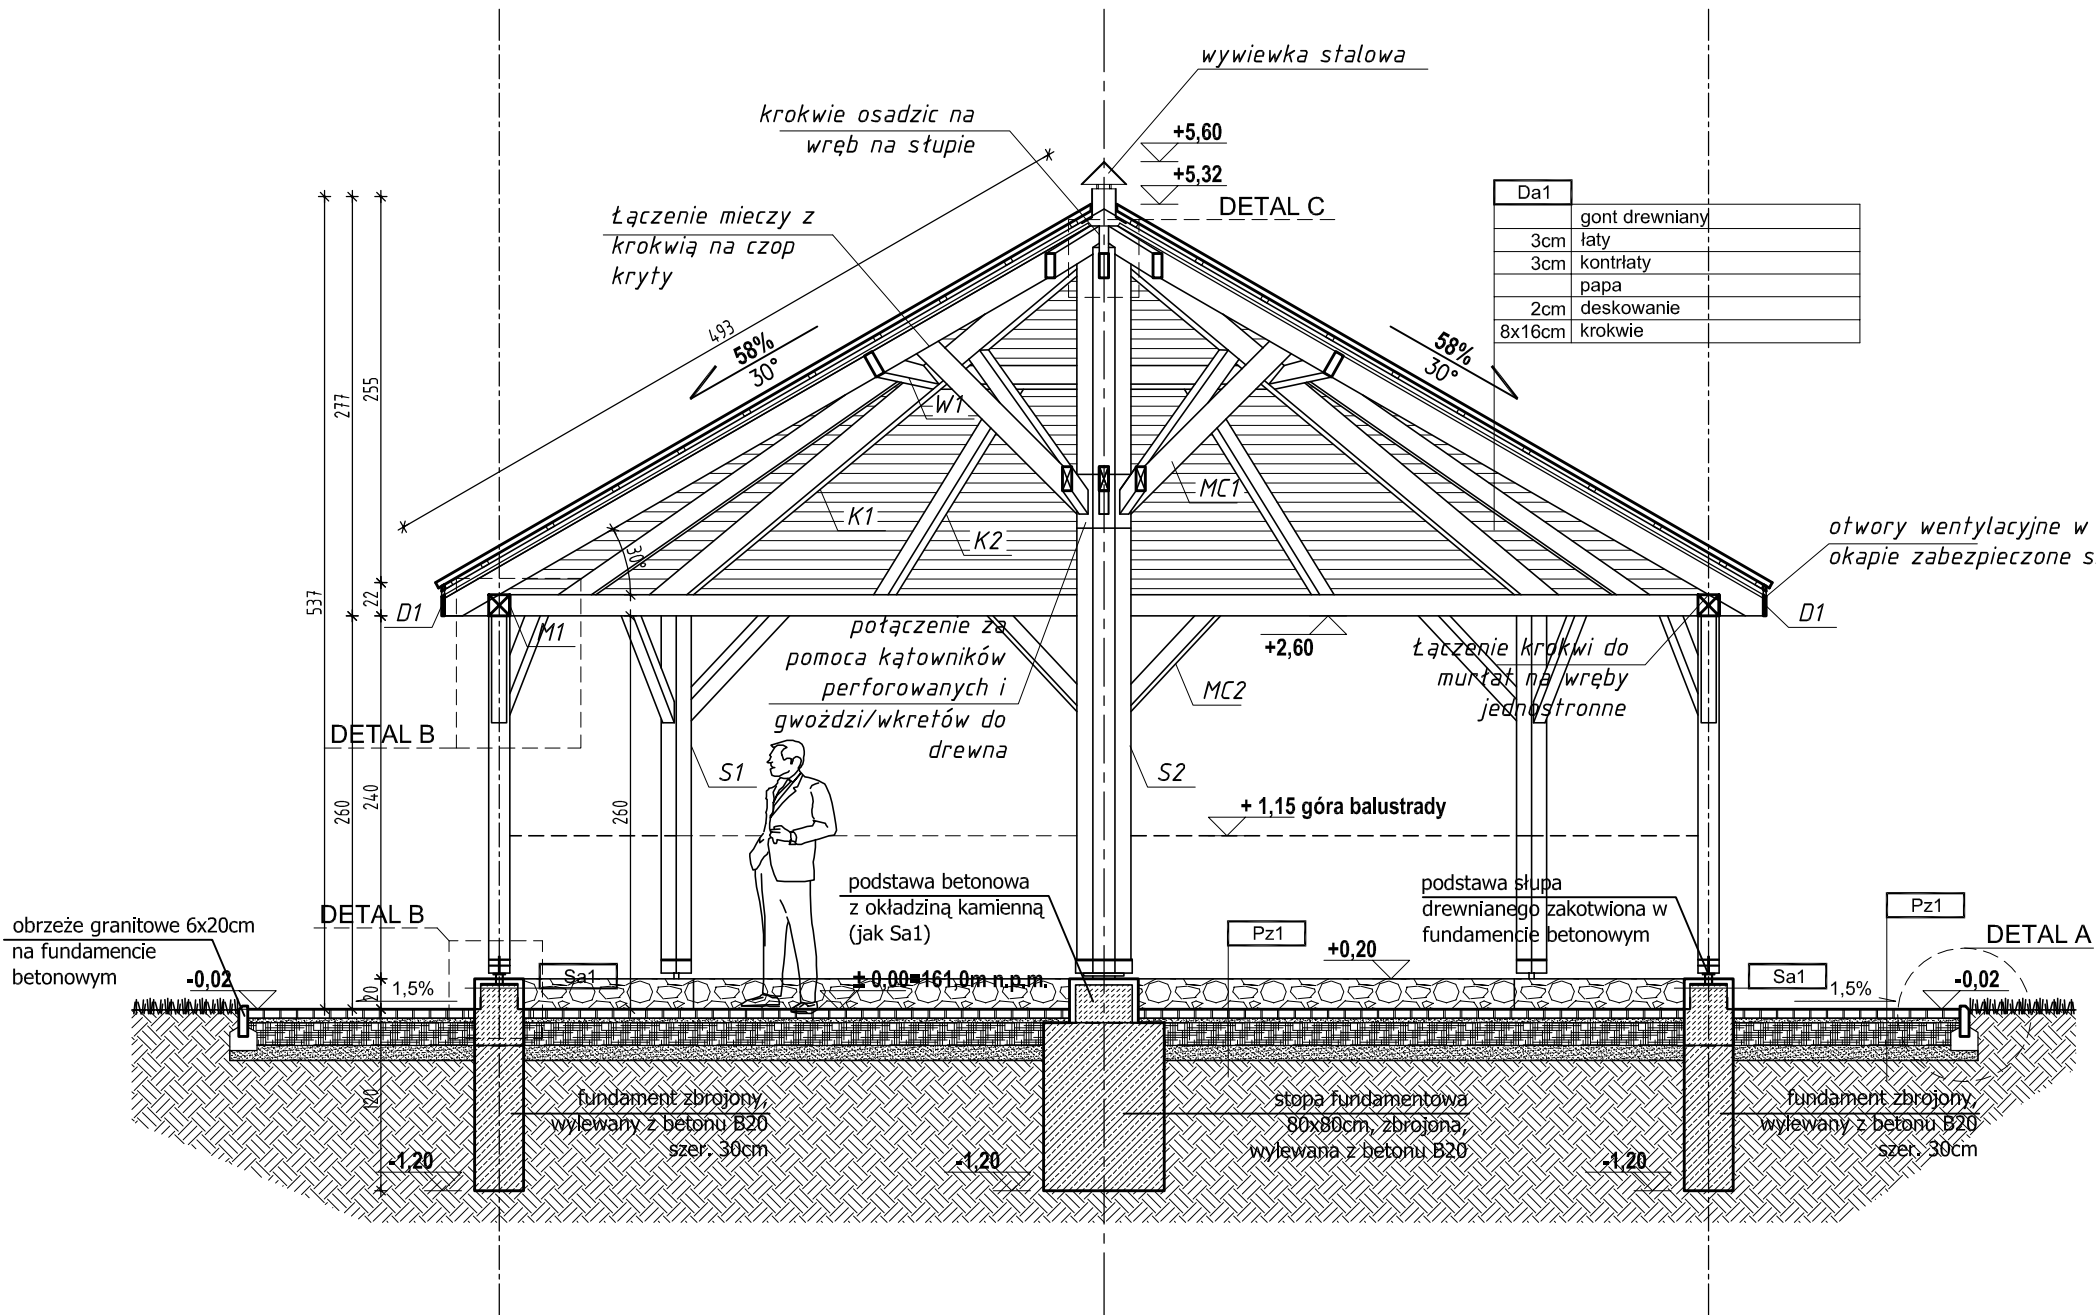 wywiewka stalowa
krokwie osadzic na
wręb na słupie
+5,60
+5,32
DETAL C
Łączenie mieczy z
krokwią na czop
kryty
Da1
gont drewniany
3cm łaty
3cm kontrłaty
papa
2cm deskowanie
8x16cm krokwie
493
58%
30°
58%
30°
277
255
537
22
W1
MC1
K1
K2
30°
otwory wentylacyjne w
okapie zabezpieczone s
D1
M1
D1
połączenie za
pomoca kątowników
perforowanych i
gwożdzi/wkretów do
drewna
+2,60
Łączenie krokwi do
murłat na wręby
jednostronne
MC2
DETAL B
S1
S2
260
240
260
+ 1,15 góra balustrady
podstawa betonowa
z okładziną kamienną
(jak Sa1)
podstawa słupa
drewnianego zakotwiona w
fundamencie betonowym
Pz1
Pz1
DETAL B
obrzeże granitowe 6x20cm
na fundamencie
betonowym
DETAL A
+0,20
-0,02
1,5%
20
Sa1
± 0,00=161,0m n.p.m.
Sa1
1,5%
-0,02
120
fundament zbrojony,
wylewany z betonu B20
szer. 30cm
stopa fundamentowa
80x80cm, zbrojona,
wylewana z betonu B20
fundament zbrojony,
wylewany z betonu B20
szer. 30cm
-1,20
-1,20
-1,20